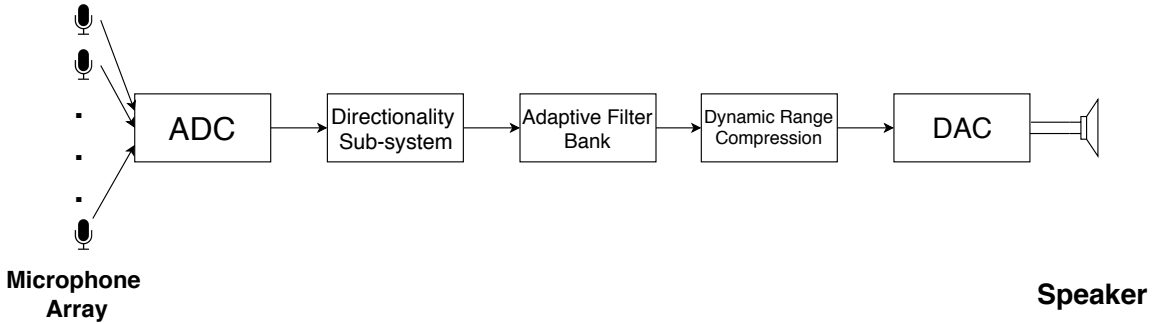 ADC
Directionality
Sub-system
Adaptive Filter
Bank
Dynamic Range
Compression
DAC
Microphone
Array
Speaker